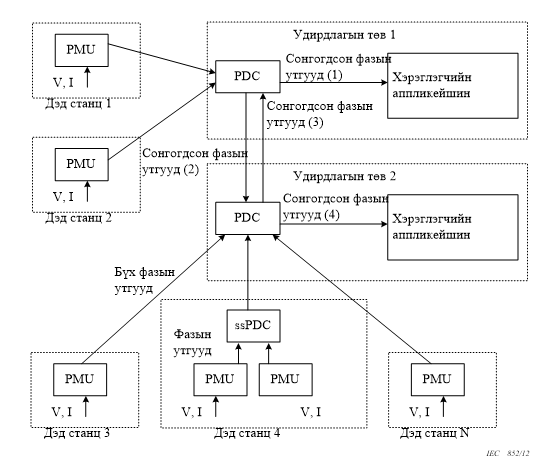 Удирдлагын төв 1
PMU
V, I
Дэд станц 1
PDC
Сонгогдсон фазын
утгууд (1)
Хэрэглэгчийн
аппликейшин
Сонгогдсон фазын
утгууд (3)
PMU
V, I
Дэд станц 2
Сонгогдсон фазын
утгууд (2)
Удирдлагын төв 2
PDC
Сонгогдсон фазын
утгууд (4)
Хэрэглэгчийн
аппликейшин
Бүх фазын
утгууд
ssPDC
Фазын
утгууд
PMU
V, I
Дэд станц 3
PMU
PMU
V, I
V, I
Дэд станц 4
PMU
V, I
Дэд станц N
IEC 852/12